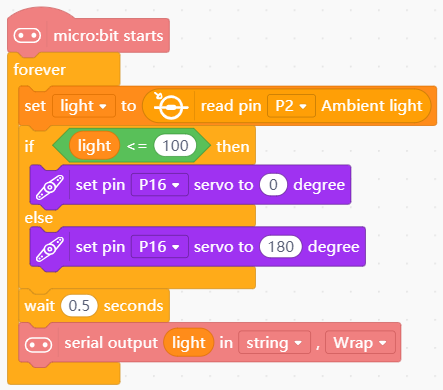 micro:bit starts
forever
set light to read pin P2 Ambient light
if light <= 100 then
set pin P16 servo to 0 degree
else
set pin P16 servo to 180 degree
wait 0.5 seconds
serial output light in string , Wrap